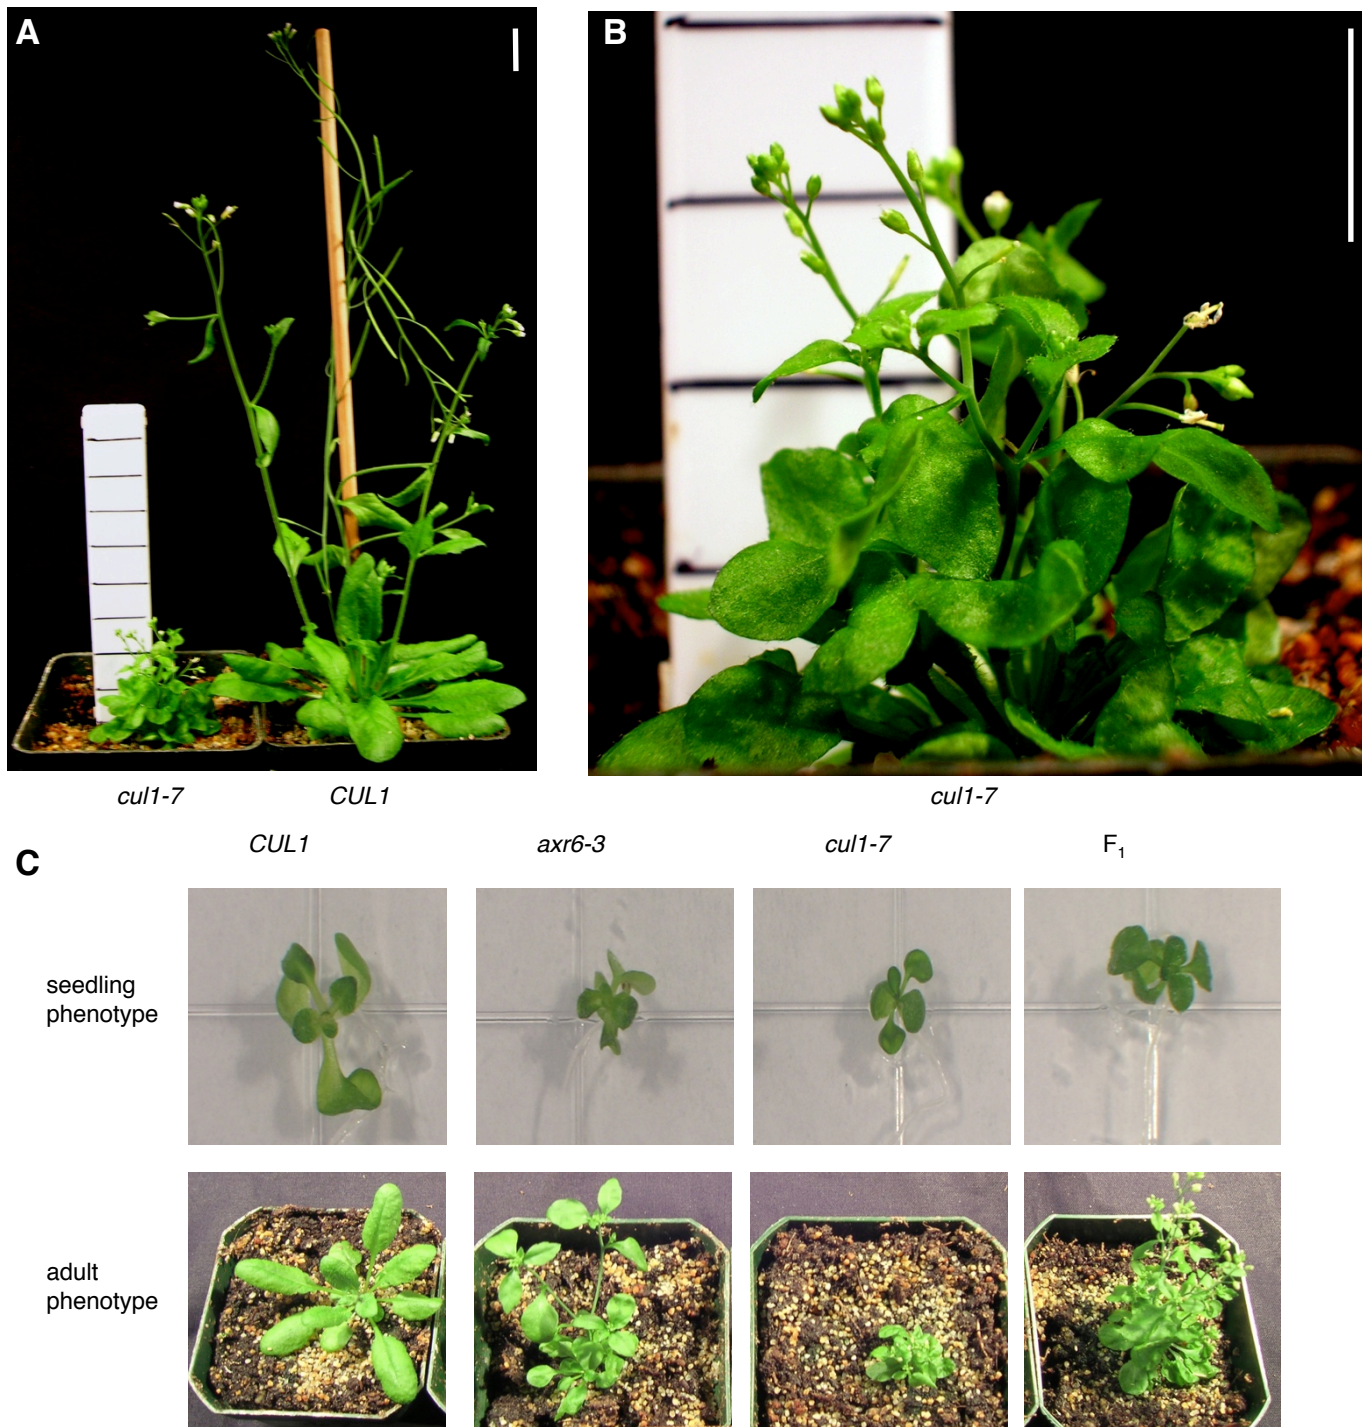 A
B
cul1-7 CUL1
cul1-7
C
CUL1 axr6-3 cul1-7 F1
seedling
phenotype
adult
phenotype